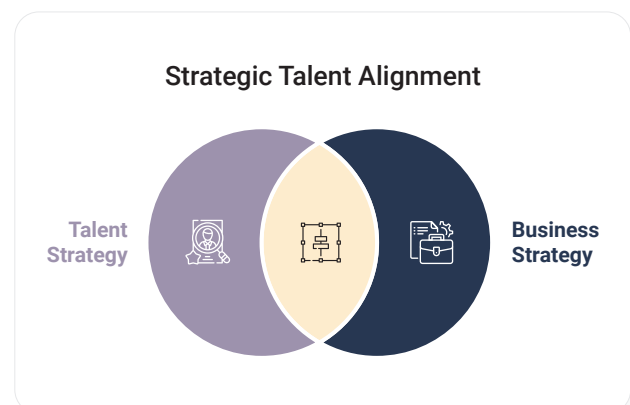 Strategic Talent Alignment
Talent
Strategy
Business
Strategy